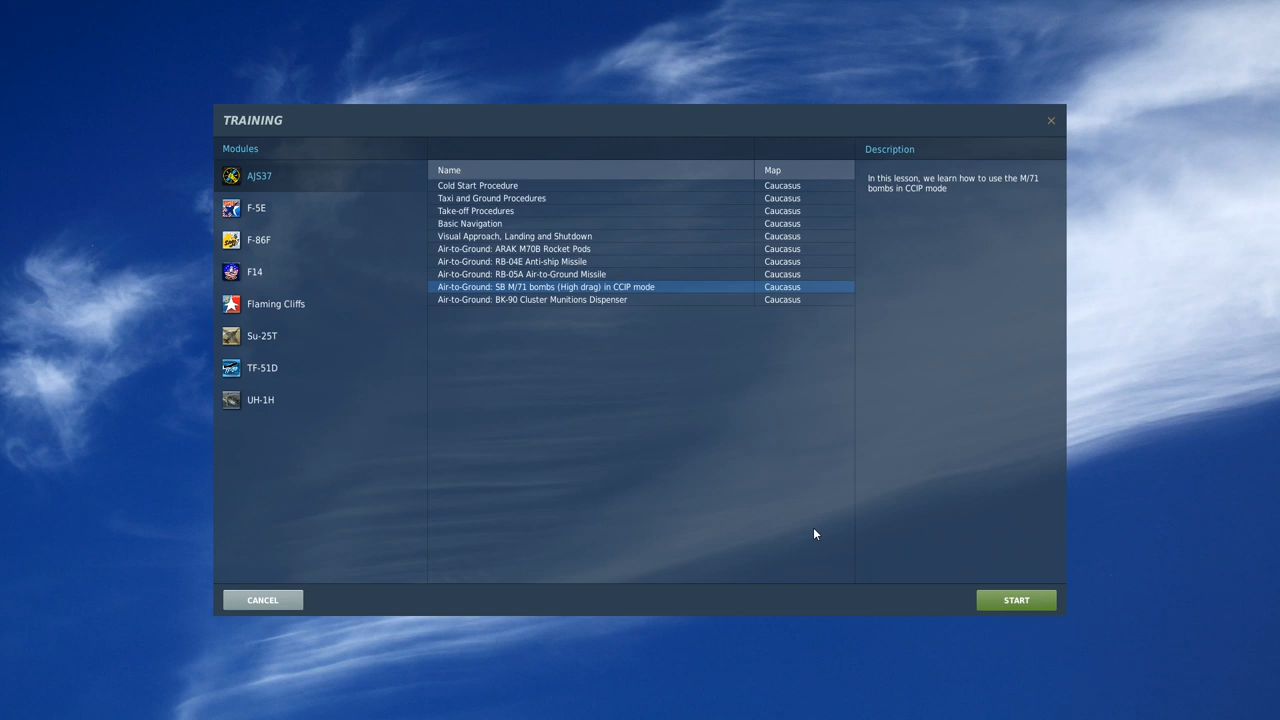 TRAINING
Modules
Description
AJS37
F-5E
F-86F
F14
Flaming Cliffs
Su-25T
TF-51D
UH-1H
Name Map
Cold Start Procedure Caucasus
Taxi and Ground Procedures Caucasus
Take-off Procedures Caucasus
Basic Navigation Caucasus
Visual Approach, Landing and Shutdown Caucasus
Air-to-Ground: ARAK M70B Rocket Pods Caucasus
Air-to-Ground: RB-04E Anti-ship Missile Caucasus
Air-to-Ground: RB-05A Air-to-Ground Missile Caucasus
Air-to-Ground: SB M/71 bombs (High drag) in CCIP mode Caucasus
Air-to-Ground: BK-90 Cluster Munitions Dispenser Caucasus
In this lesson, we learn how to use the M/71
bombs in CCIP mode
CANCEL
START